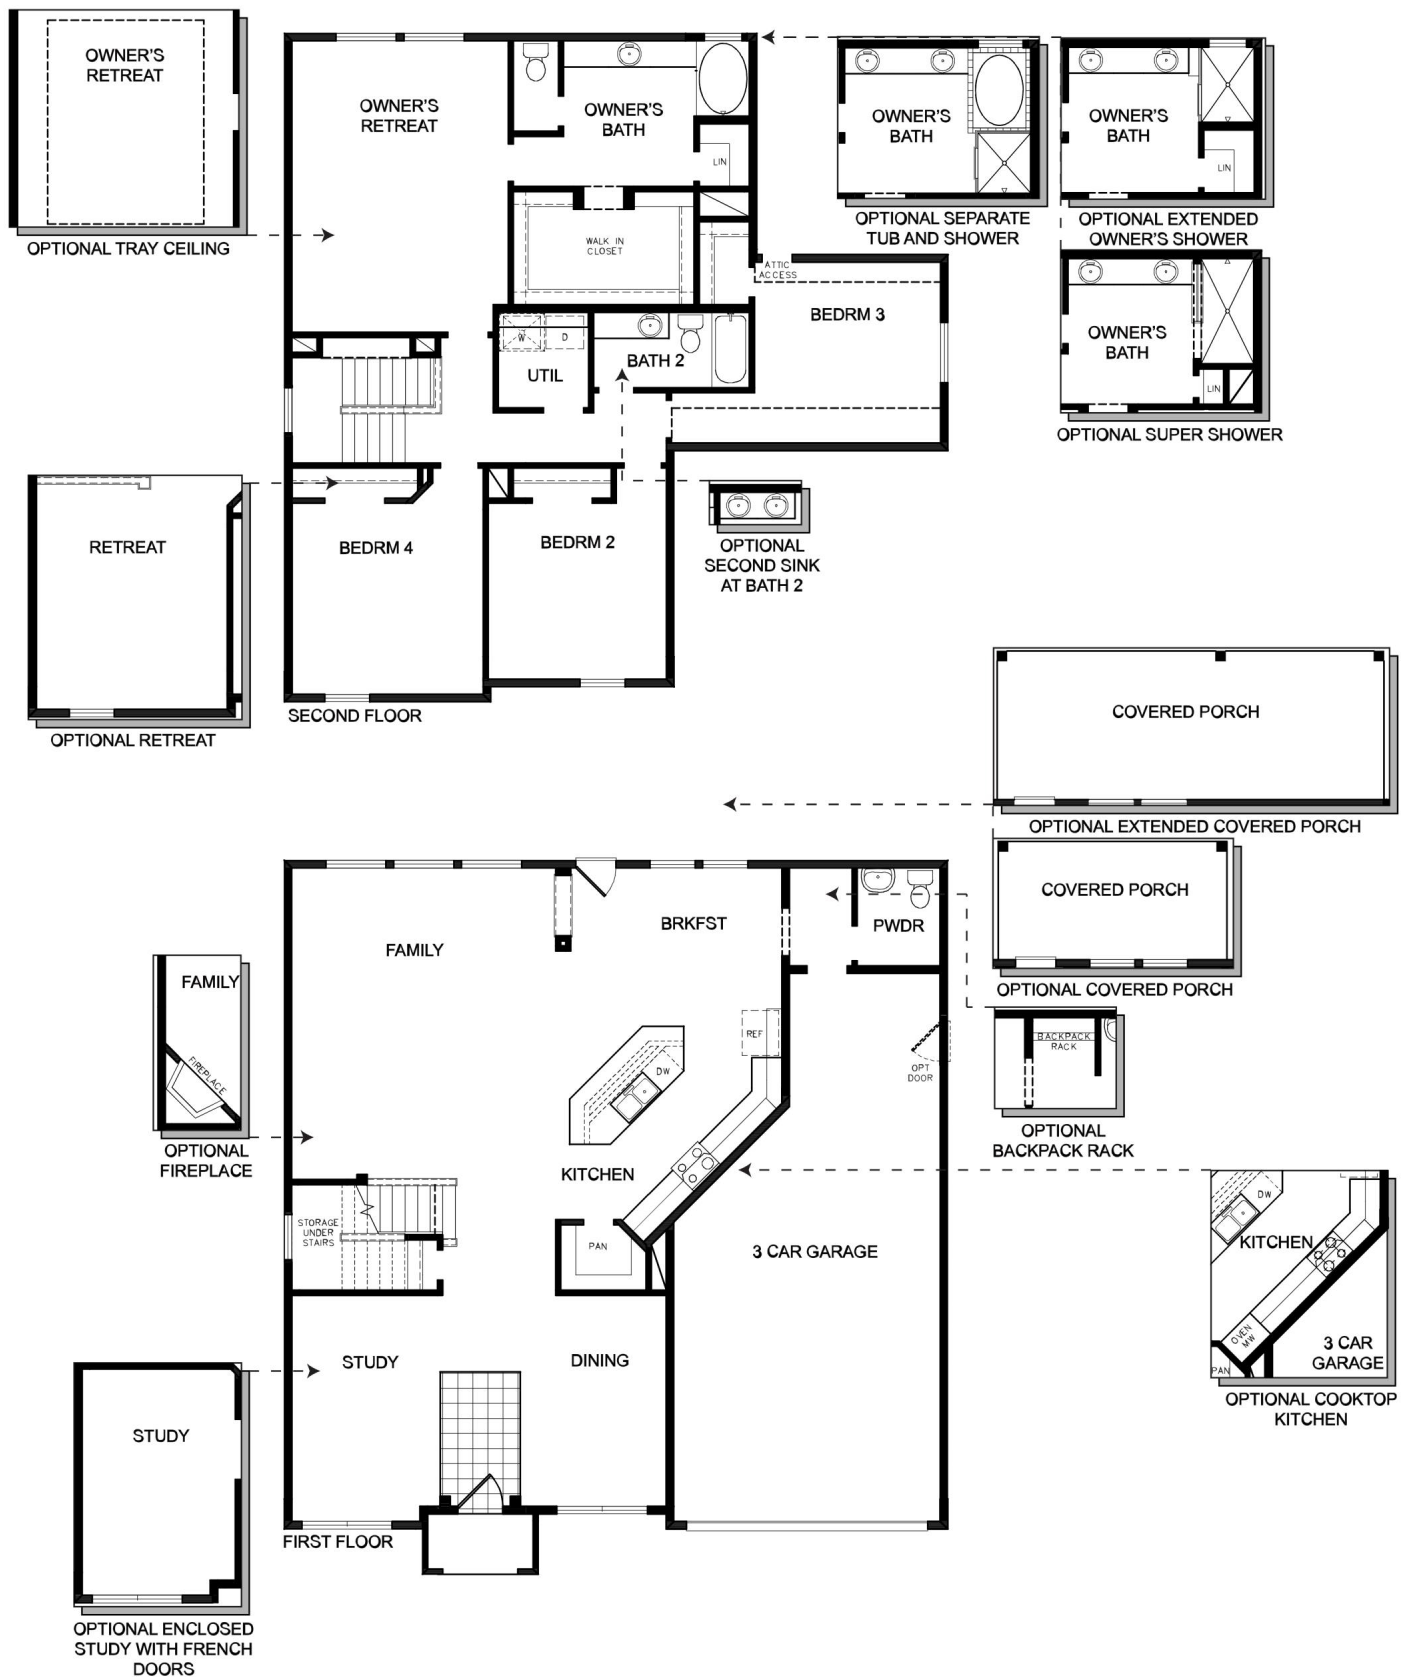 OWNER'S
RETREAT
OPTIONAL TRAY CEILING
OWNER'S
RETREAT
OWNER'S
BATH
LIN
WALK IN
CLOSET
ATTIC
ACCESS
BEDRM 3
W
D
UTIL
BATH 2
BEDRM 4
BEDRM 2
SECOND FLOOR
OWNER'S
BATH
OPTIONAL SEPARATE
TUB AND SHOWER
OWNER'S
BATH
LIN
OPTIONAL EXTENDED
OWNER'S SHOWER
OWNER'S
BATH
LIN
OPTIONAL SUPER SHOWER
RETREAT
OPTIONAL RETREAT
OPTIONAL
SECOND SINK
AT BATH 2
COVERED PORCH
OPTIONAL EXTENDED COVERED PORCH
COVERED PORCH
OPTIONAL COVERED PORCH
FAMILY
BRKFST
PWDR
REF
DW
OPT
DOOR
KITCHEN
STORAGE
UNDER
STAIRS
PAN
3 CAR GARAGE
STUDY
DINING
FIRST FLOOR
FAMILY
FIREPLACE
OPTIONAL
FIREPLACE
BACKPACK
RACK
OPTIONAL
BACKPACK RACK
DW
KITCHEN
OVEN
MW
PAN
3 CAR
GARAGE
OPTIONAL COOKTOP
KITCHEN
STUDY
OPTIONAL ENCLOSED
STUDY WITH FRENCH
DOORS